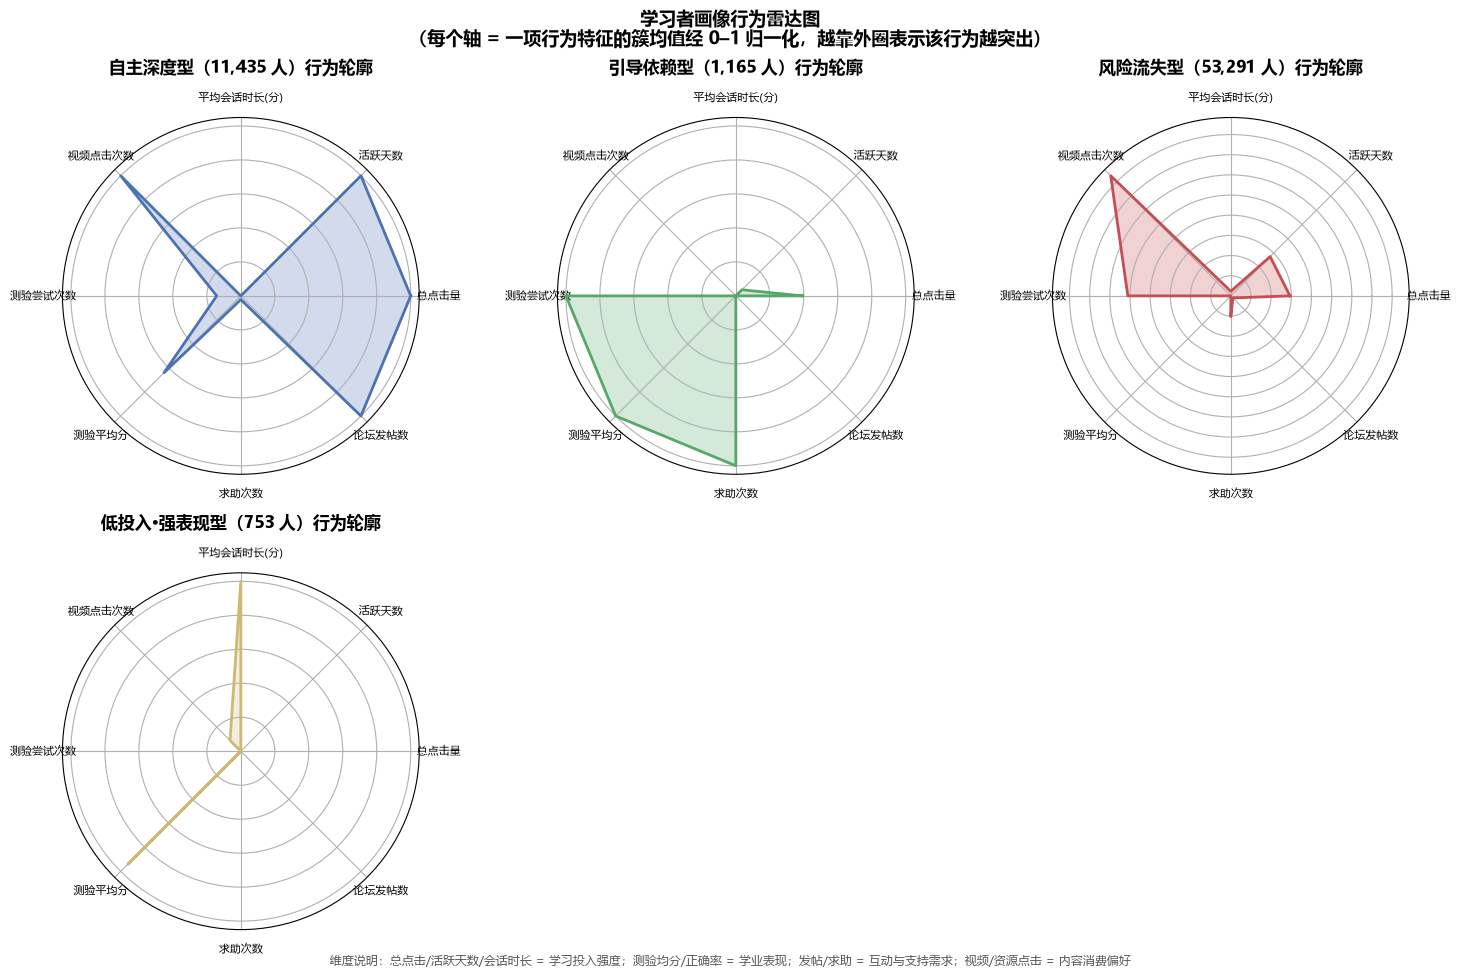 学习者画像行为雷达图
（每个轴 = 一项行为特征的簇均值经 0–1 归一化，越靠外圈表示该行为越突出）
自主深度型（11,435 人）行为轮廓
平均会话时长(分)
视频点击次数
活跃天数
测验尝试次数
总点击量
测验平均分
论坛发帖数
求助次数
引导依赖型（1,165 人）行为轮廓
平均会话时长(分)
视频点击次数
活跃天数
测验尝试次数
总点击量
测验平均分
论坛发帖数
求助次数
风险流失型（53,291 人）行为轮廓
平均会话时长(分)
视频点击次数
活跃天数
测验尝试次数
总点击量
测验平均分
论坛发帖数
求助次数
低投入•强表现型（753 人）行为轮廓
平均会话时长(分)
视频点击次数
活跃天数
测验尝试次数
总点击量
测验平均分
论坛发帖数
求助次数
维度说明：总点击/活跃天数/会话时长 = 学习投入强度；测验均分/正确率 = 学业表现；发帖/求助 = 互动与支持需求；视频/资源点击 = 内容消费偏好